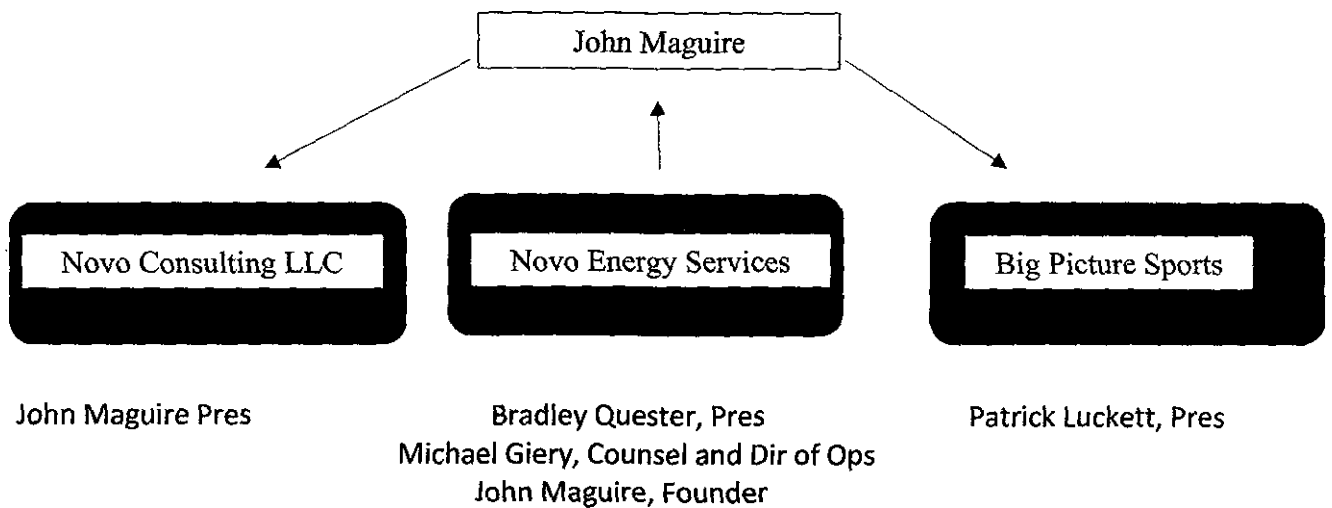 John Maguire
Novo Consulting LLC
Novo Energy Services
Big Picture Sports
John Maguire Pres
Bradley Quester, Pres
Michael Giery, Counsel and Dir of Ops
John Maguire, Founder
Patrick Luckett, Pres